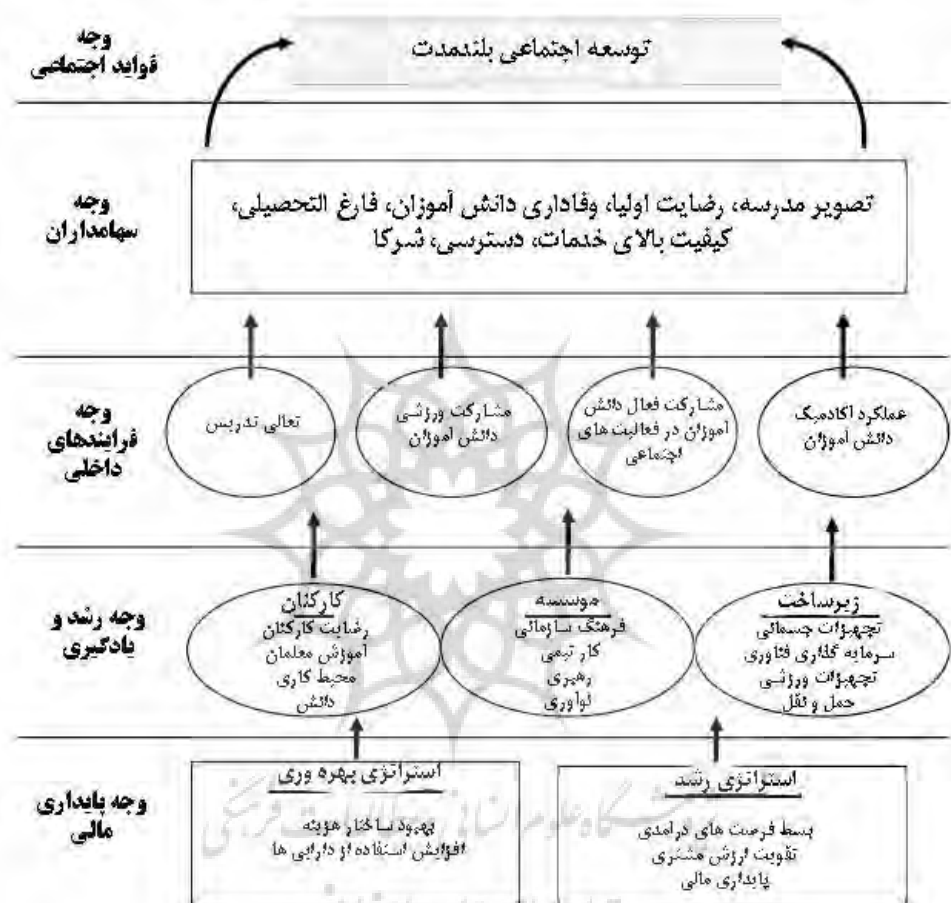 وجه
فواید اجتماعی
توسعه اجتماعی بلندمدت
وجه
سهامداران
تصویر مدرسه، رضایت اولیا، وفاداری دانش آموزان، فارغ التحصیلی،
کیفیت بالای خدمات، دسترسی، شرکا
وجه
فرایندهای
داخلی
عملکرد آکادمیک
دانش آموزان
مشارکت فعال دانش
آموزان در فعالیت های
اجتماعی
مشارکت ورزشی
دانش آموزان
تعالی تدریس
وجه رشد و
یادگیری
زیرساخت
تجهیزات جسمانی
سرمایه گذاری فناوری
تجهیزات ورزشی
حمل و نقل
موسسه
فرهنگ سازمانی
کار تیمی
رهبری
نوآوری
کارکنان
رضایت کارکنان
آموزش معلمان
محیط کاری
دانش
وجه پایداری
مالی
استراتژی رشد
بسط فرصت های درآمدی
تقویت ارزش مشتری
پایداری مالی
استراتژی بهره وری
بهبود ساختار هزینه
افزایش استفاده از دارایی ها
پژوهشگاه علوم انسانی و مطالعات فرهنگی